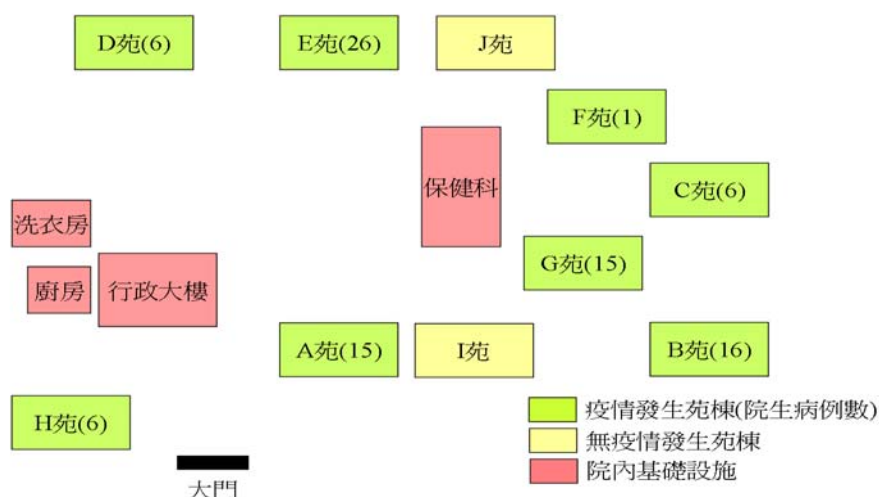 D苑(6)
E苑(26)
J苑
F苑(1)
保健科
C苑(6)
洗衣房
G苑(15)
廚房
行政大樓
A苑(15)
I苑
B苑(16)
H苑(6)
大門
疫情發生苑棟(院生病例數)
無疫情發生苑棟
院內基礎設施